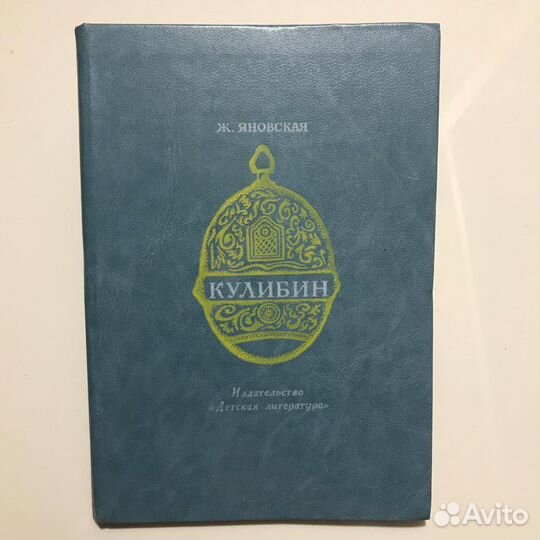 Ж. ЯНОВСКАЯ
КУЛИБИН
Издательство
«Детская литература»
Avito